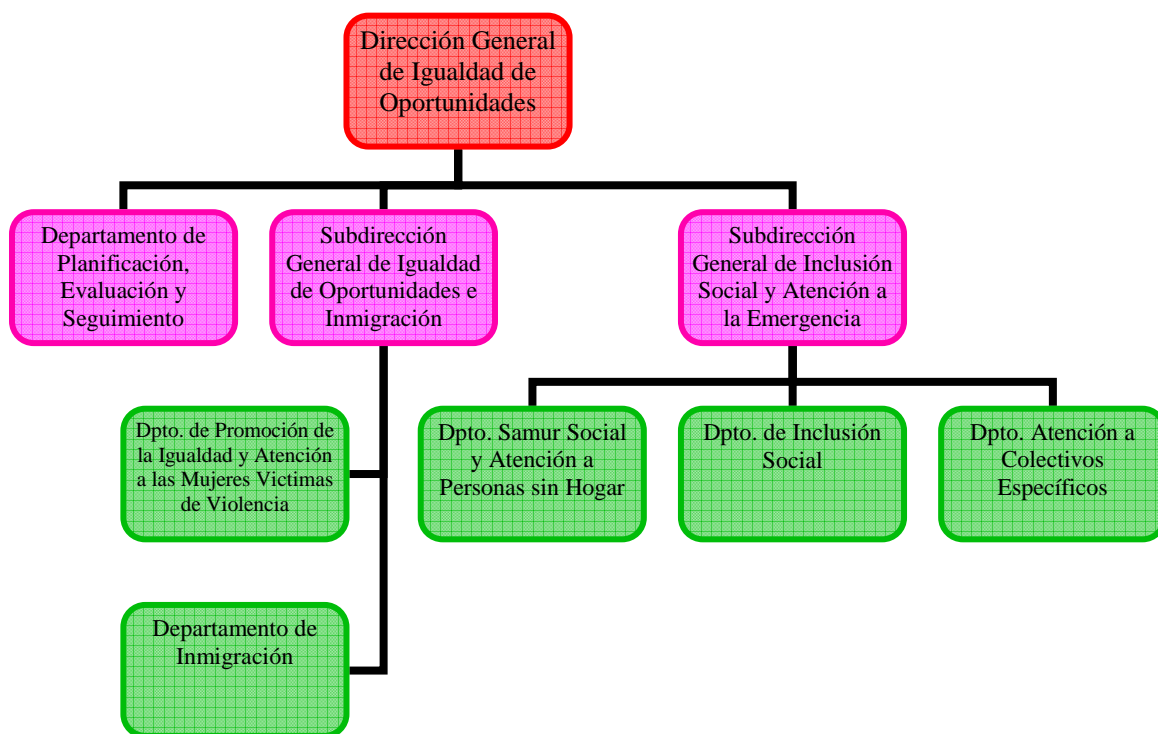 Dirección General
de Igualdad de
Oportunidades
Departamento de
Planificación,
Evaluación y
Seguimiento
Subdirección
General de Igualdad
de Oportunidades e
Inmigración
Subdirección
General de Inclusión
Social y Atención a
la Emergencia
Dpto. de Promoción de
la Igualdad y Atención
a las Mujeres Victimas
de Violencia
Dpto. Samur Social
y Atención a
Personas sin Hogar
Dpto. de Inclusión
Social
Dpto. Atención a
Colectivos
Específicos
Departamento de
Inmigración